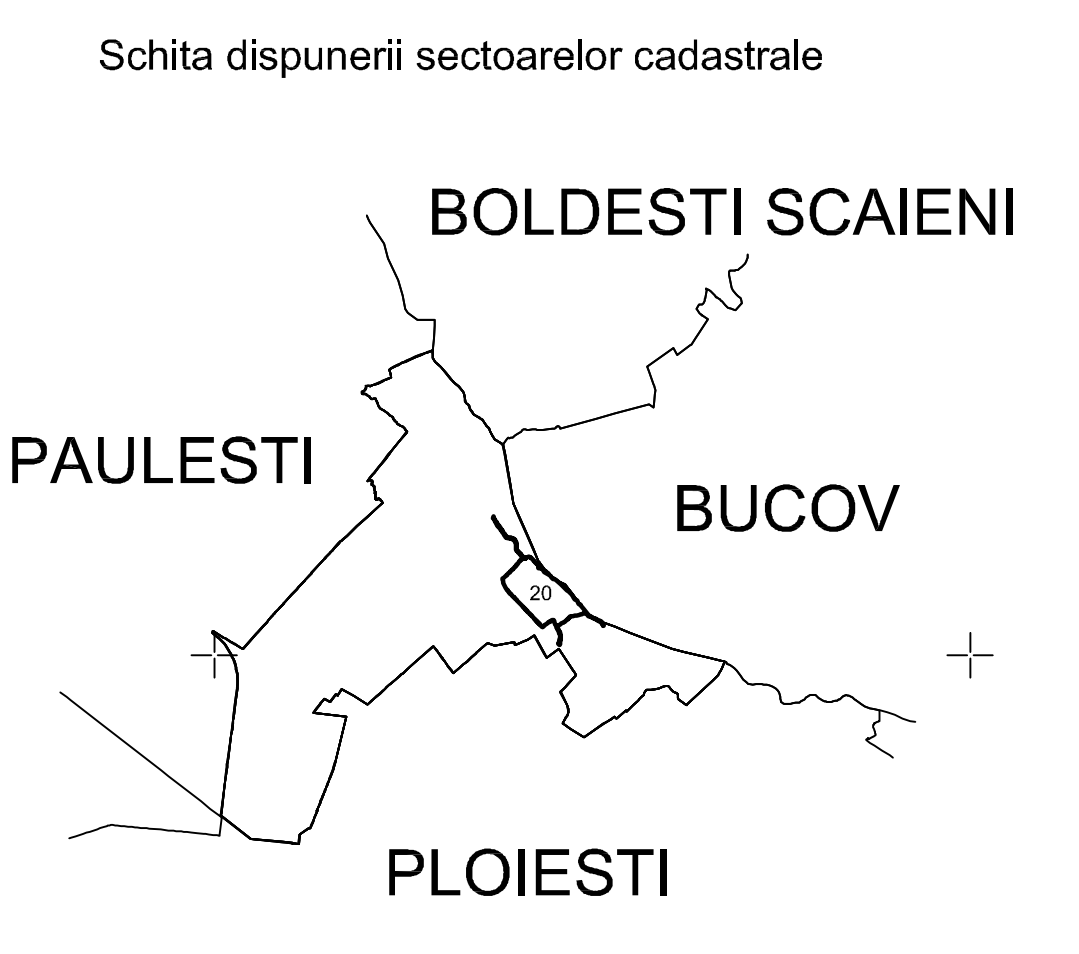 Schita dispunerii sectoarelor cadastrale
BOLDESTI SCAIENI
PAULESTI
BUCOV
20
PLOIESTI